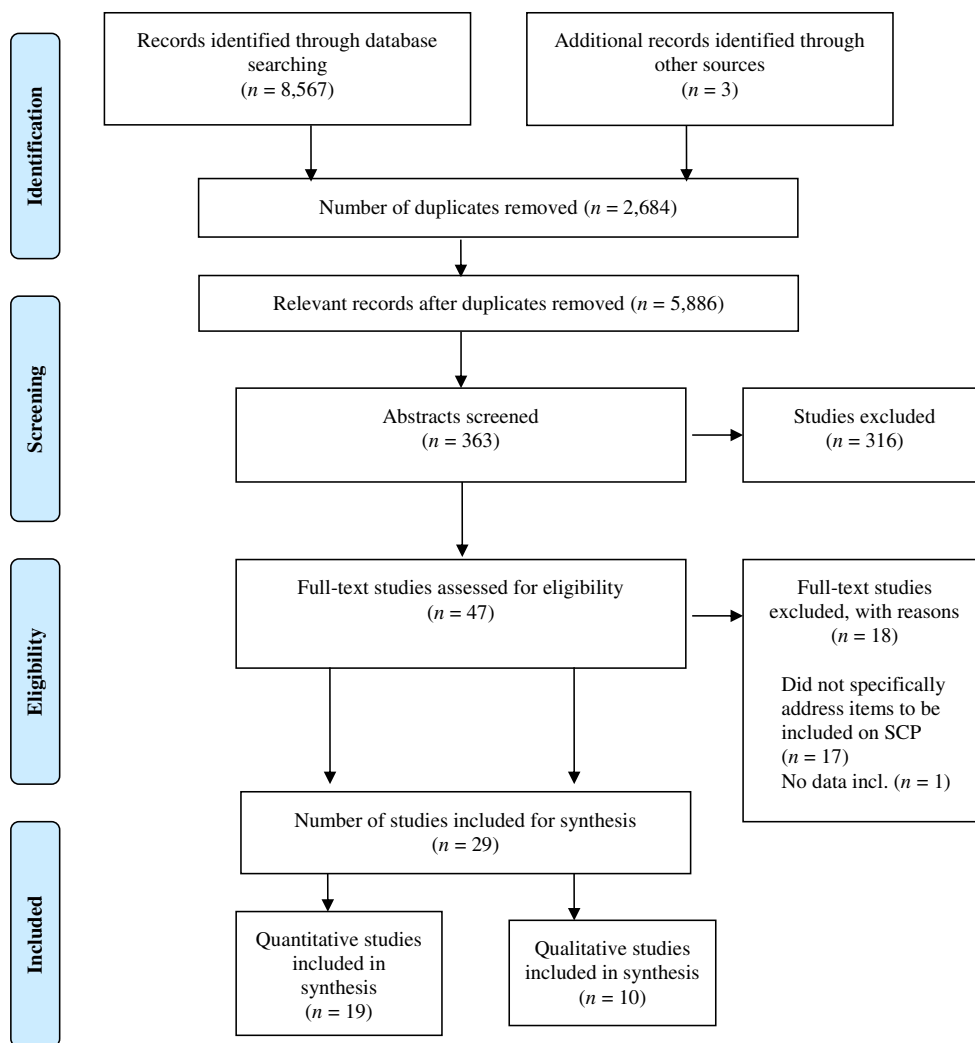 Identification
Records identified through database
searching
(n = 8,567)
Additional records identified through
other sources
(n = 3)
Number of duplicates removed (n = 2,684)
Screening
Relevant records after duplicates removed (n = 5,886)
Abstracts screened
(n = 363)
Studies excluded
(n = 316)
Eligibility
Full-text studies assessed for eligibility
(n = 47)
Full-text studies
excluded, with reasons
(n = 18)
Did not specifically
address items to be
included on SCP
(n = 17)
No data incl. (n = 1)
Included
Number of studies included for synthesis
(n = 29)
Quantitative studies
included in
synthesis
(n = 19)
Qualitative studies
included in synthesis
(n = 10)